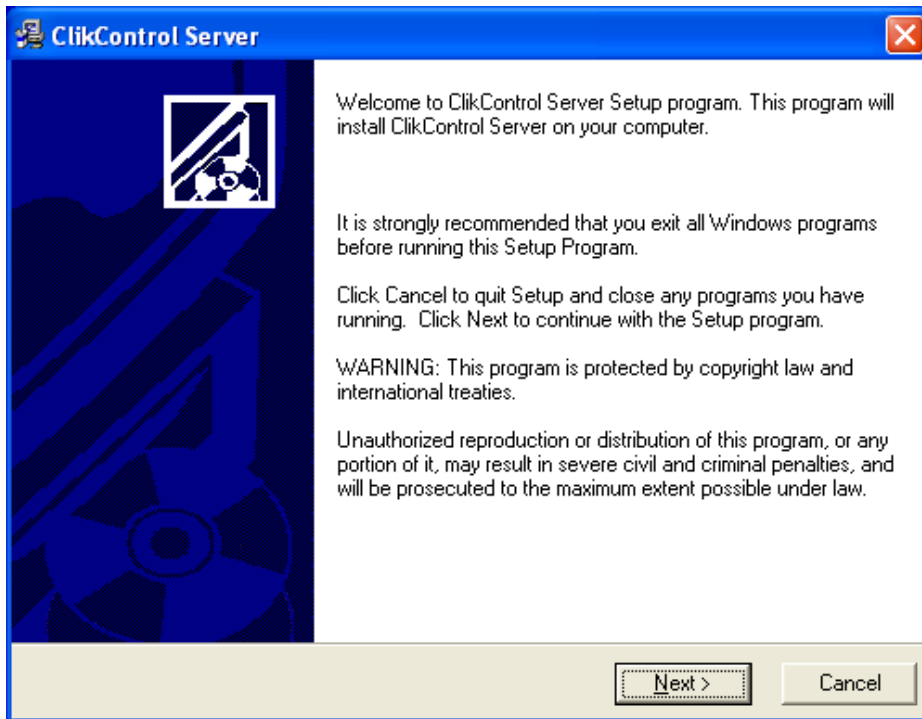 ClikControl Server
Welcome to ClikControl Server Setup program. This program will
install ClikControl Server on your computer.
It is strongly recommended that you exit all Windows programs
before running this Setup Program.
Click Cancel to quit Setup and close any programs you have
running.  Click Next to continue with the Setup program.
WARNING: This program is protected by copyright law and
international treaties.
Unauthorized reproduction or distribution of this program, or any
portion of it, may result in severe civil and criminal penalties, and
will be prosecuted to the maximum extent possible under law.
Next >
Cancel